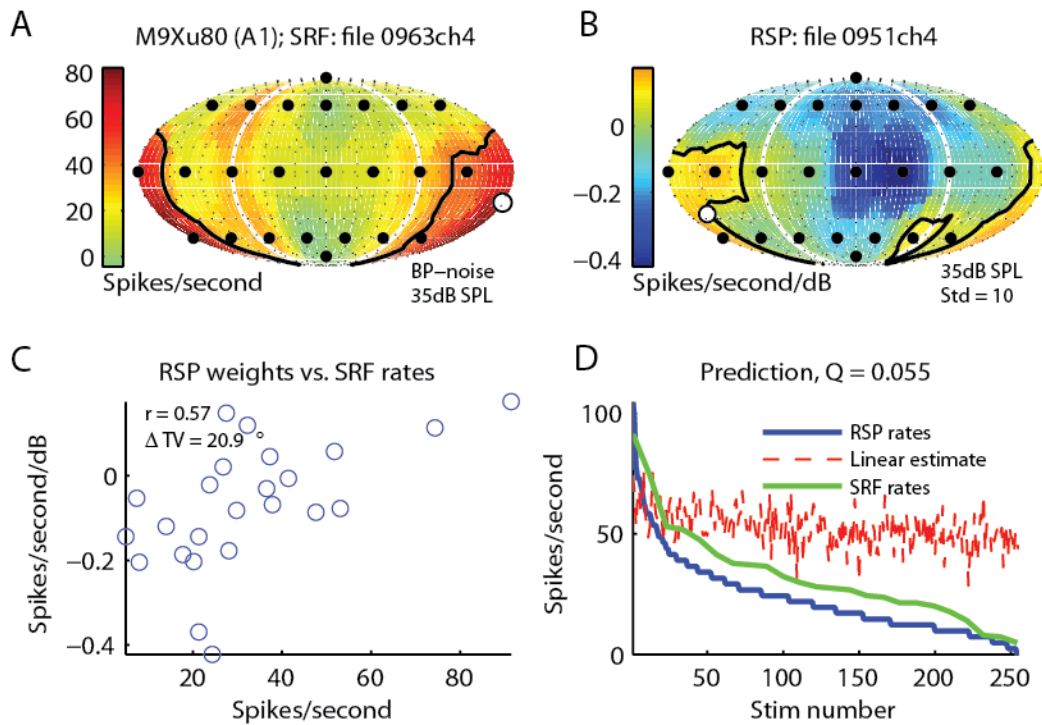 A
M9Xu80 (A1); SRF: file 0963ch4
80
60
40
20
0
Spikes/second
BP−noise
35dB SPL
B
RSP: file 0951ch4
0
−0.2
−0.4
Spikes/second/dB
35dB SPL
Std = 10
C
RSP weights vs. SRF rates
r = 0.57
Δ TV = 20.9 °
0
−0.2
−0.4
Spikes/second/dB
20
40
60
80
Spikes/second
D
Prediction, Q = 0.055
100
50
0
Spikes/second
RSP rates
Linear estimate
SRF rates
50
100
150
200
250
Stim number